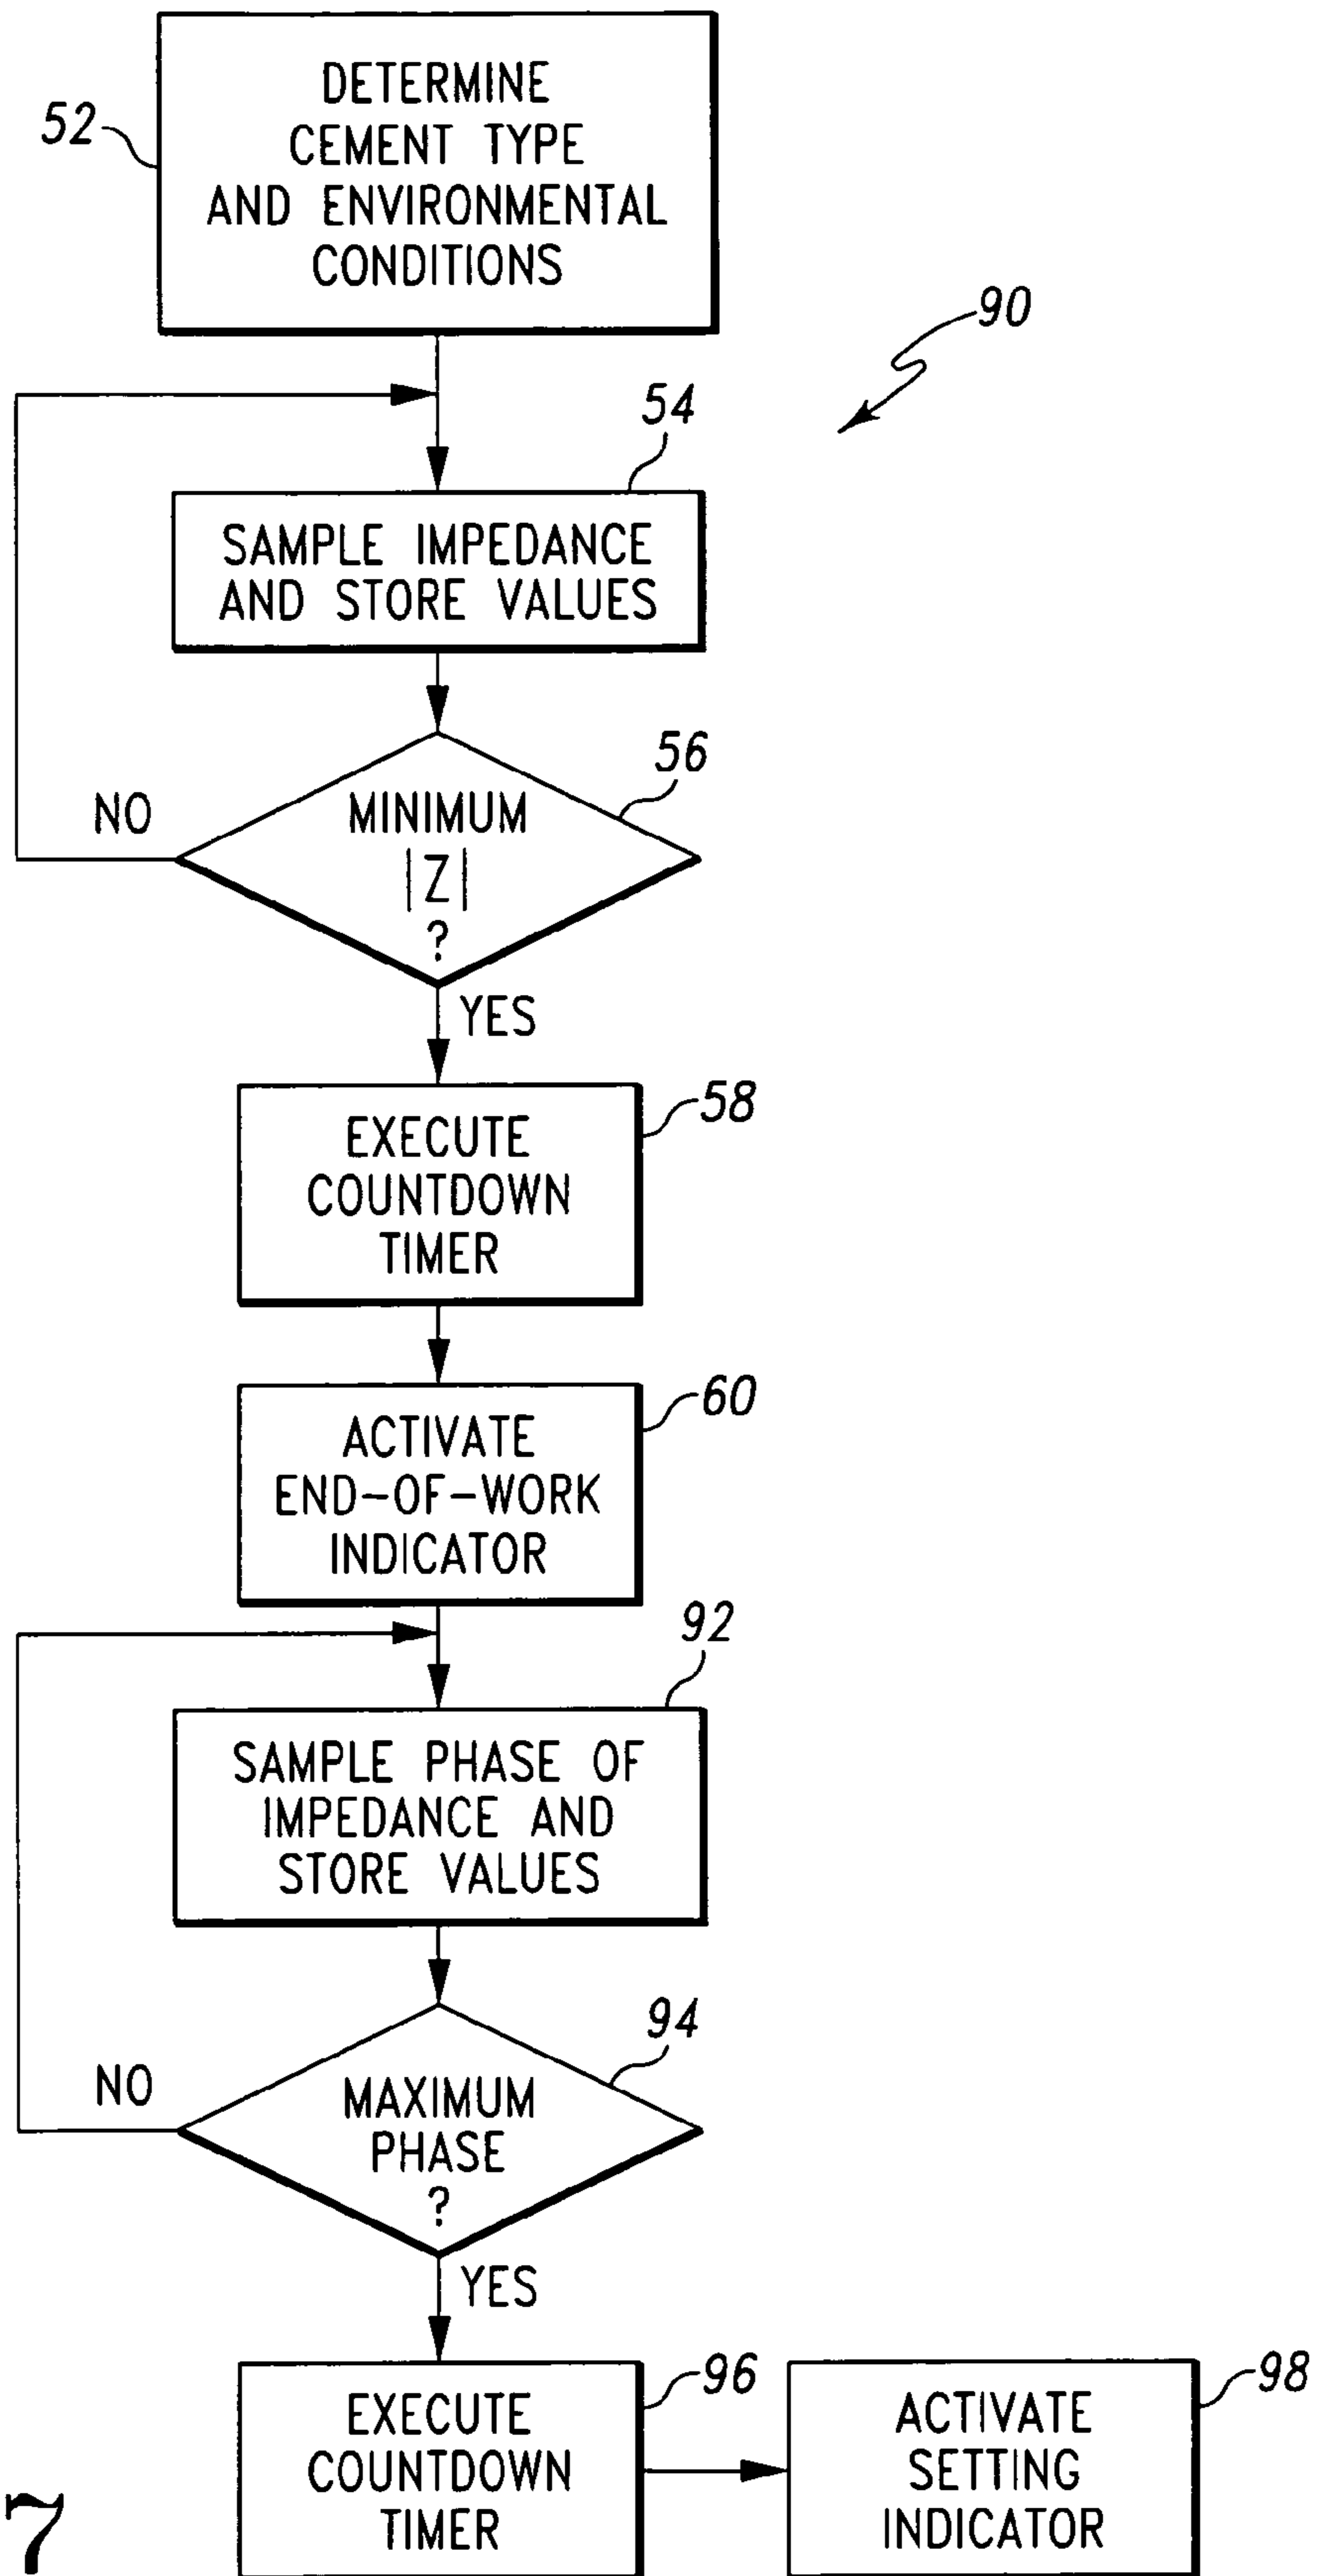 DETERMINE
CEMENT TYPE
AND ENVIRONMENTAL
CONDITIONS
52
90
54
SAMPLE IMPEDANCE
AND STORE VALUES
56
NO
MINIMUM
|Z|
?
YES
58
EXECUTE
COUNTDOWN
TIMER
60
ACTIVATE
END-OF-WORK
INDICATOR
92
SAMPLE PHASE OF
IMPEDANCE AND
STORE VALUES
94
NO
MAXIMUM
PHASE
?
YES
96
EXECUTE
COUNTDOWN
TIMER
98
ACTIVATE
SETTING
INDICATOR
7